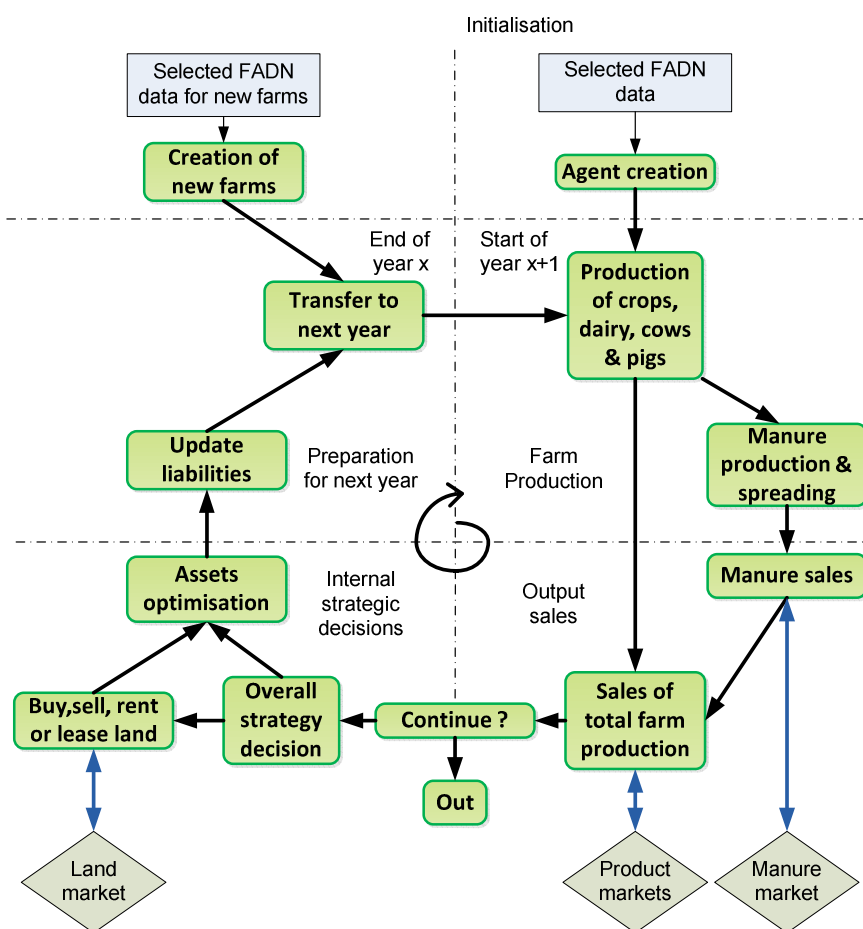 Initialisation
Selected FADN
data for new farms
Selected FADN
data
Creation of
new farms
Agent creation
End of
year x
Start of
year x+1
Transfer to
next year
Production
of crops,
dairy, cows
& pigs
Update
liabilities
Preparation
for next year
Farm
Production
Manure
production &
spreading
Assets
optimisation
Internal
strategic
decisions
Output
sales
Manure sales
Buy,sell, rent
or lease land
Overall
strategy
decision
Continue ?
Sales of
total farm
production
Out
Land
market
Product
markets
Manure
market